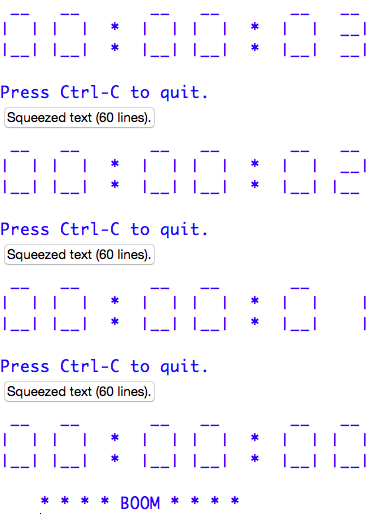 __   __       __   __       __   __
|  | |  |  *  |  | |  |  *  |  |  __|
|__| |__|  *  |__| |__|  *  |__|  __|
Press Ctrl-C to quit.
Squeezed text (60 lines).
 __   __       __   __       __   __
|  | |  |  *  |  | |  |  *  |  |  __|
|__| |__|  *  |__| |__|  *  |__| |__
Press Ctrl-C to quit.
Squeezed text (60 lines).
 __   __       __   __       __
|  | |  |  *  |  | |  |  *  |  |    |
|__| |__|  *  |__| |__|  *  |__|    |
Press Ctrl-C to quit.
Squeezed text (60 lines).
 __   __       __   __       __   __
|  | |  |  *  |  | |  |  *  |  | |  |
|__| |__|  *  |__| |__|  *  |__| |__|
    * * * * BOOM * * * *